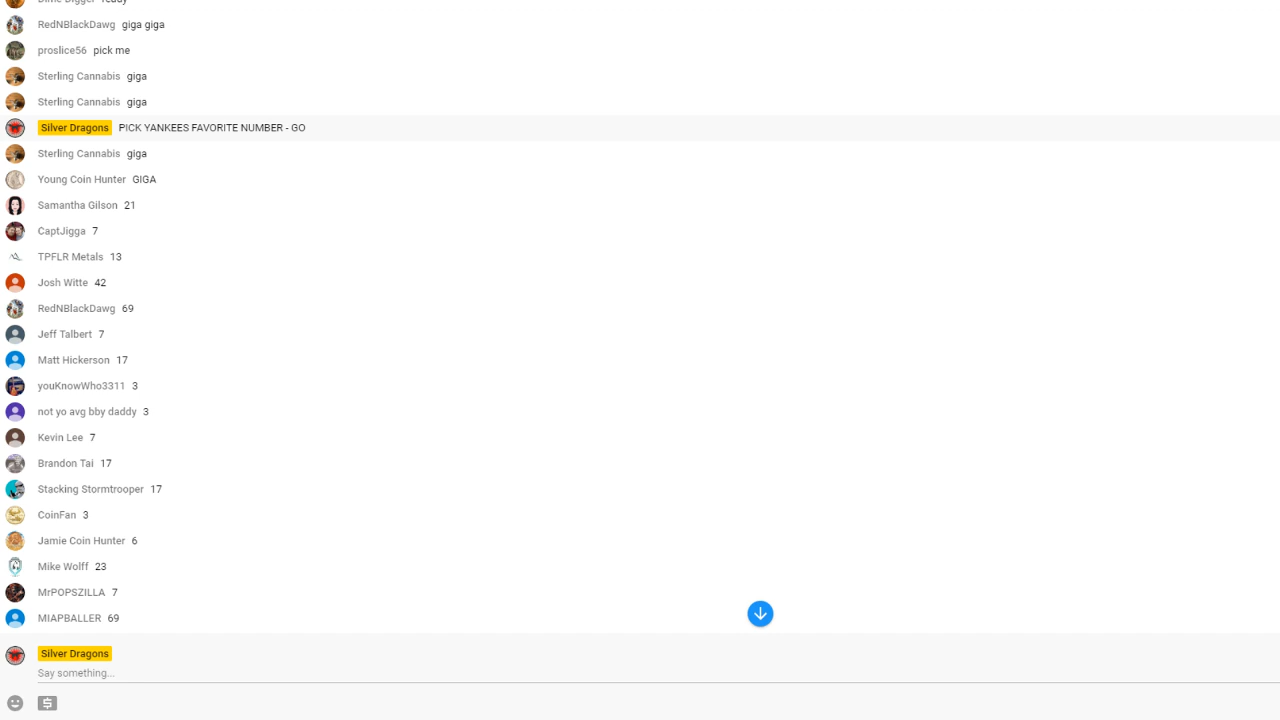 Dime Digger ready
RedNBlackDawg giga giga
proslice56 pick me
Sterling Cannabis giga
Sterling Cannabis giga
Silver Dragons PICK YANKEES FAVORITE NUMBER - GO
Sterling Cannabis giga
Young Coin Hunter GIGA
Samantha Gilson 21
CaptJigga 7
TPFLR Metals 13
Josh Witte 42
RedNBlackDawg 69
Jeff Talbert 7
Matt Hickerson 17
youKnowWho3311 3
not yo avg bby daddy 3
Kevin Lee 7
Brandon Tai 17
Stacking Stormtrooper 17
CoinFan 3
Jamie Coin Hunter 6
Mike Wolff 23
MrPOPSZILLA 7
MIAPBALLER 69
Silver Dragons
Say something...